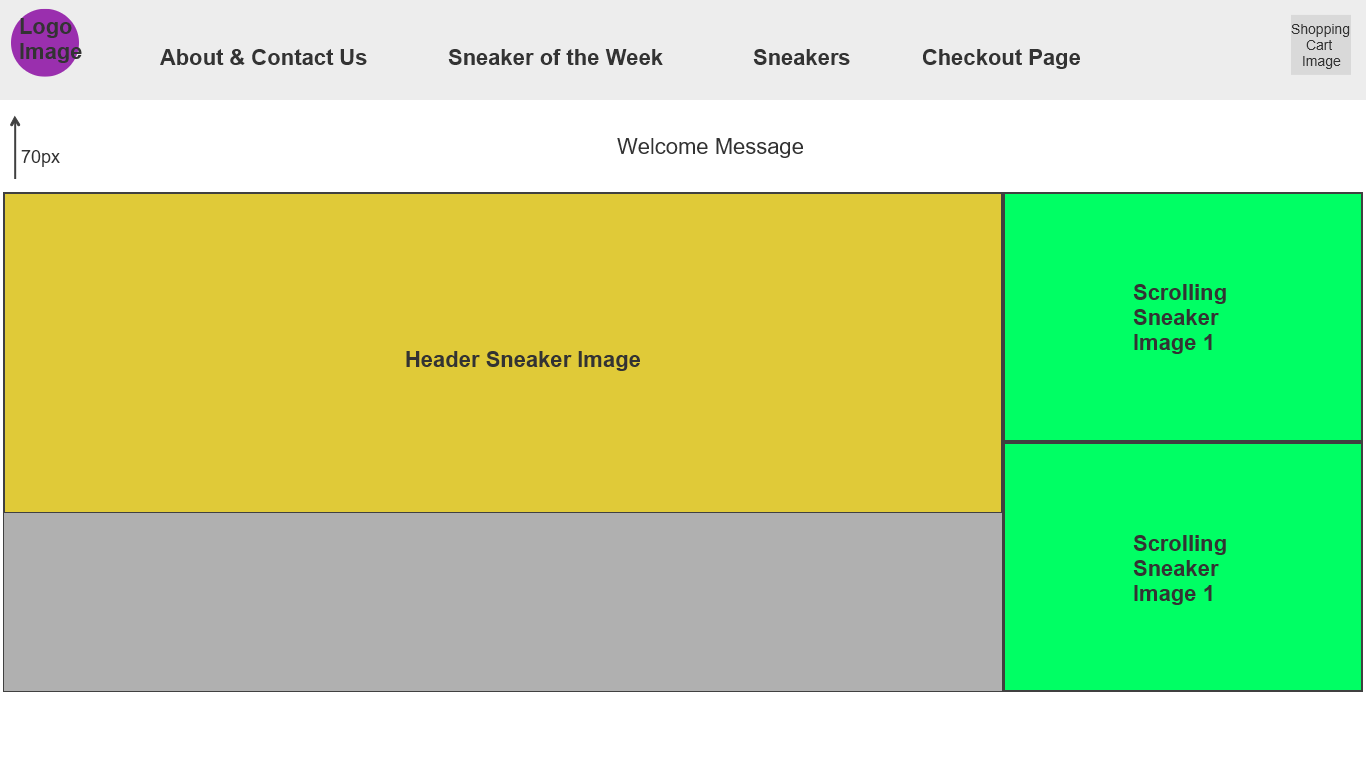 Logo
Image
About & Contact Us
Sneaker of the Week
Sneakers
Checkout Page
Shopping
Cart
Image
70px
Welcome Message
Header Sneaker Image
Scrolling
Sneaker
Image 1
Scrolling
Sneaker
Image 1